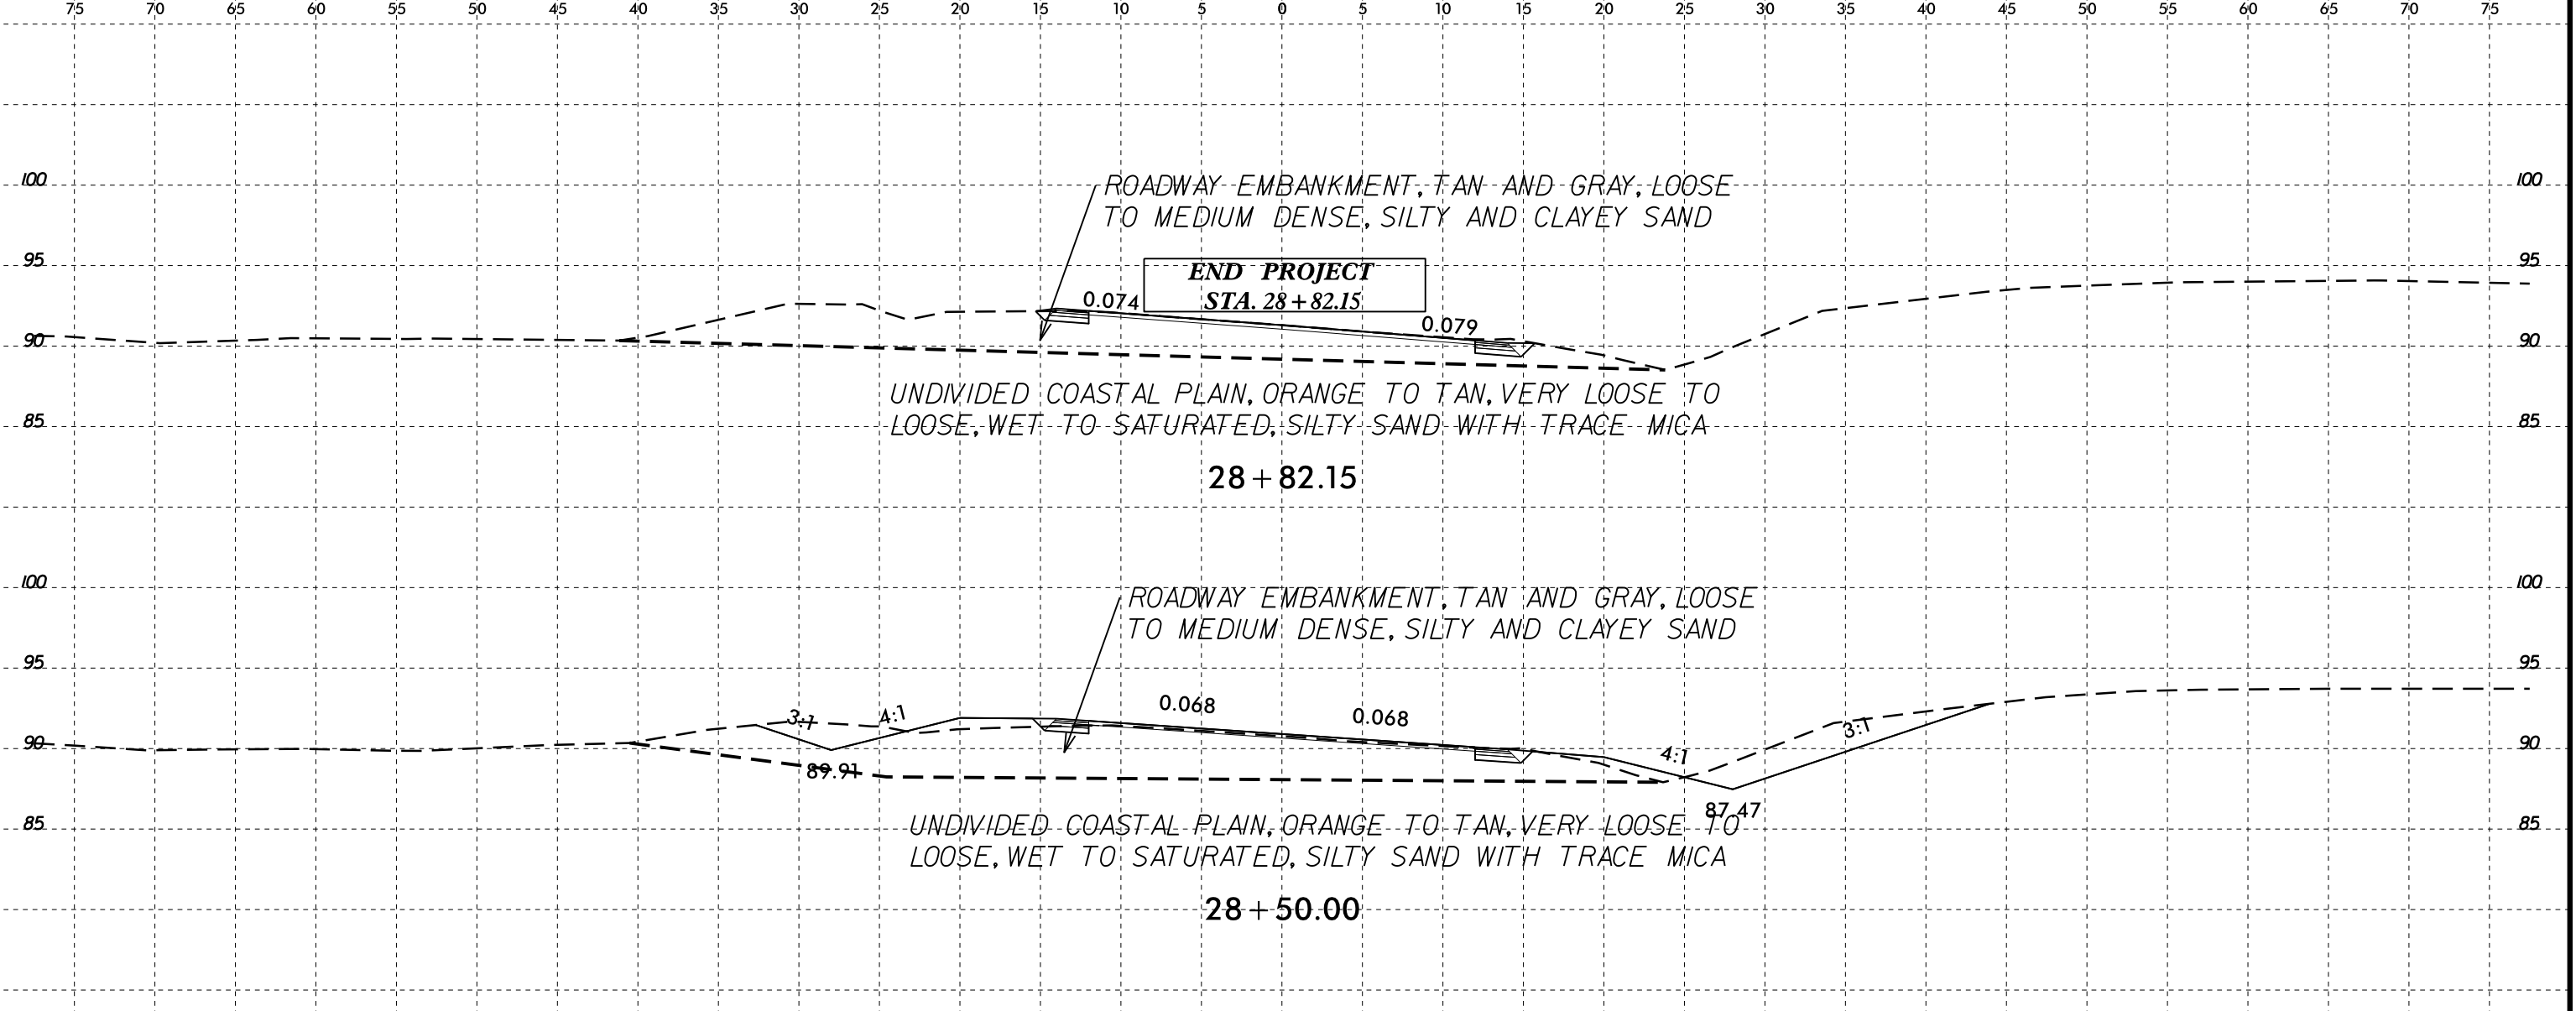 75 70 65 60 55 50 45 40 35 30 25 20 15 10 5 0 5 10 15 20 25 30 35 40 45 50 55 60 65 70 75
100 100
ROADWAY EMBANKMENT, TAN AND GRAY, LOOSE
TO MEDIUM DENSE, SILTY AND CLAYEY SAND
95 95
END PROJECT
STA. 28+82.15
0.074
0.079
90 90
UNDIVIDED COASTAL PLAIN, ORANGE TO TAN, VERY LOOSE TO
LOOSE, WET TO SATURATED, SILTY SAND WITH TRACE MICA
85 85
28+82.15
100 100
ROADWAY EMBANKMENT, TAN AND GRAY, LOOSE
TO MEDIUM DENSE, SILTY AND CLAYEY SAND
95 95
3:1 4:1 0.068 0.068 4:1 3:1
90 90
89.91
87.47
UNDIVIDED COASTAL PLAIN, ORANGE TO TAN, VERY LOOSE TO
LOOSE, WET TO SATURATED, SILTY SAND WITH TRACE MICA
85 85
28+50.00